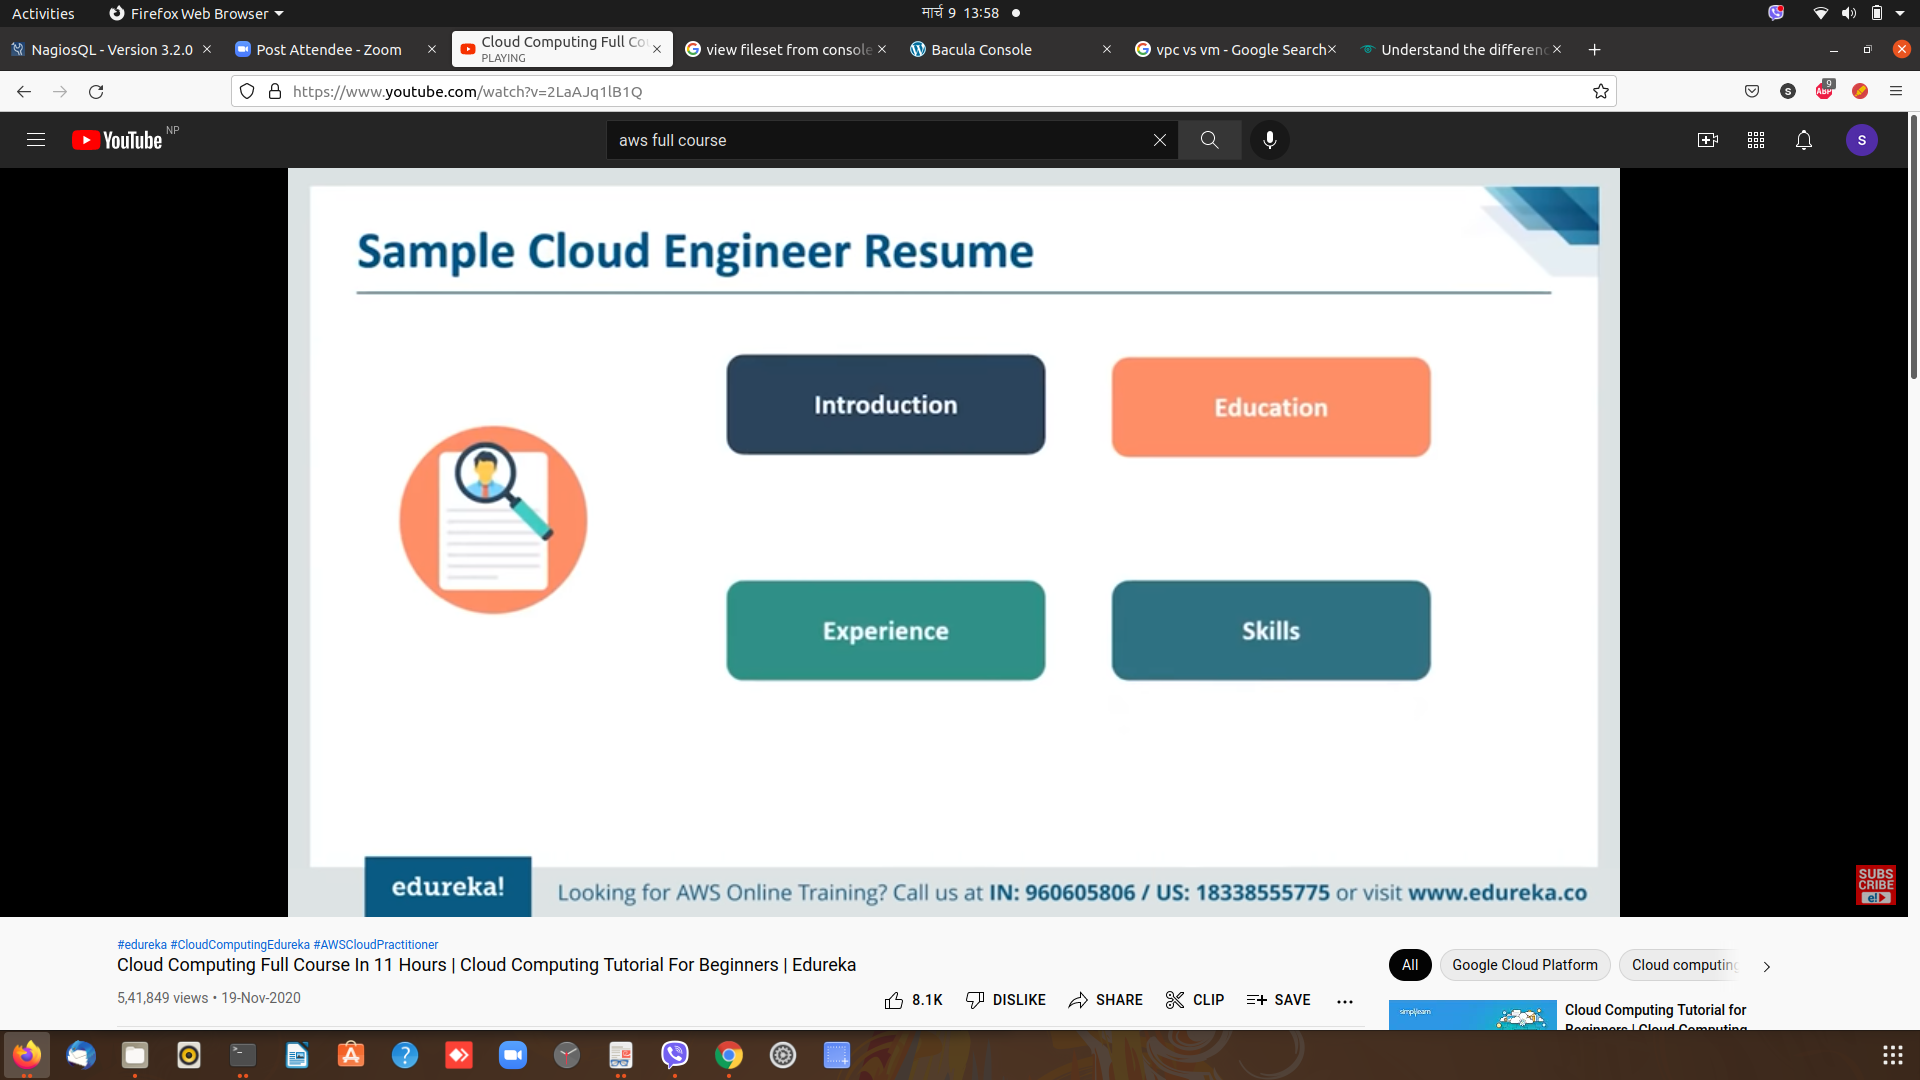 Activities
Firefox Web Browser
मार्च 9 13:58
NagiosQL - Version 3.2.0
Post Attendee - Zoom
Cloud Computing Full Co
PLAYING
view fileset from console
Bacula Console
vpc vs vm - Google Search
Understand the differenc
https://www.youtube.com/watch?v=2LaAJq1lB1Q
S
ABP
9
YouTube NP
aws full course
S
Sample Cloud Engineer Resume
Introduction
Education
Experience
Skills
edureka!
Looking for AWS Online Training? Call us at IN: 960605806 / US: 18338555775 or visit www.edureka.co
SUBS
CRIBE
e!
#edureka #CloudComputingEdureka #AWSCloudPractitioner
Cloud Computing Full Course In 11 Hours | Cloud Computing Tutorial For Beginners | Edureka
5,41,849 views • 19-Nov-2020
8.1K
DISLIKE
SHARE
CLIP
SAVE
All
Google Cloud Platform
Cloud computing
simplilearn
Cloud Computing Tutorial for
Beginners | Cloud Computing